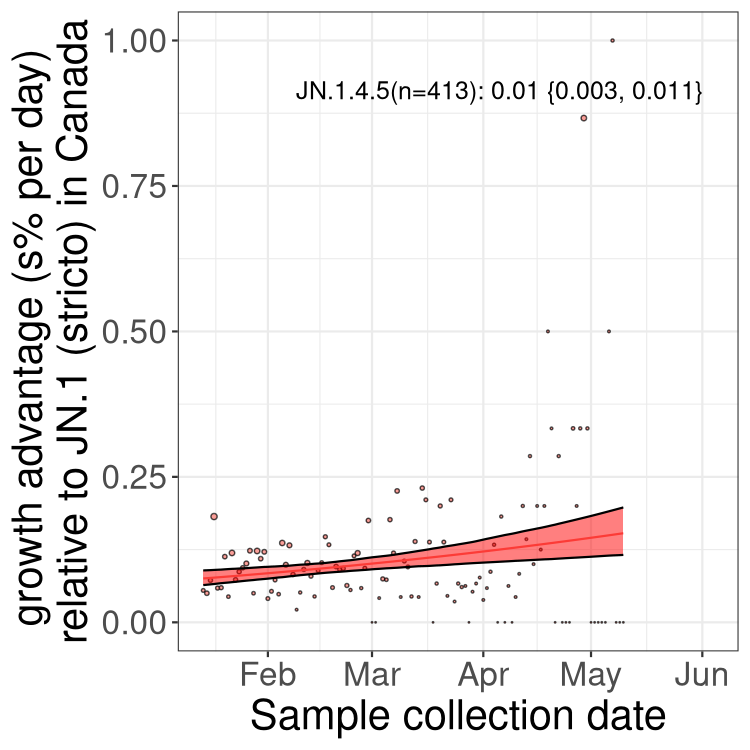 growth advantage (s% per day)
relative to JN.1 (stricto) in Canada
1.00
0.75
0.50
0.25
0.00
JN.1.4.5(n=413): 0.01 {0.003, 0.011}
Feb Mar Apr May Jun
Sample collection date